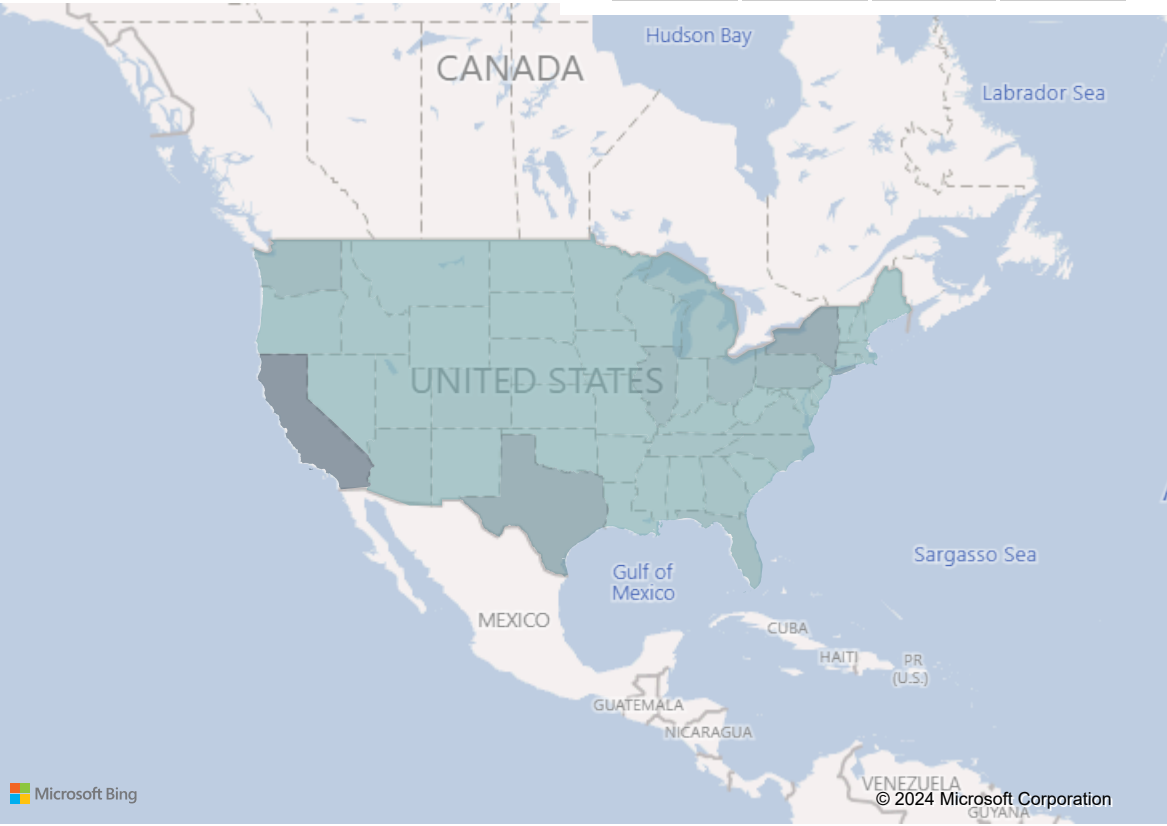 Hudson Bay
CANADA
Labrador Sea
UNITED STATES
Sargasso Sea
Gulf of
Mexico
MEXICO
CUBA
HAITI
PR
(U.S.)
GUATEMALA
NICARAGUA
VENEZUELA
Microsoft Bing
© 2024 Microsoft Corporation
GUYANA